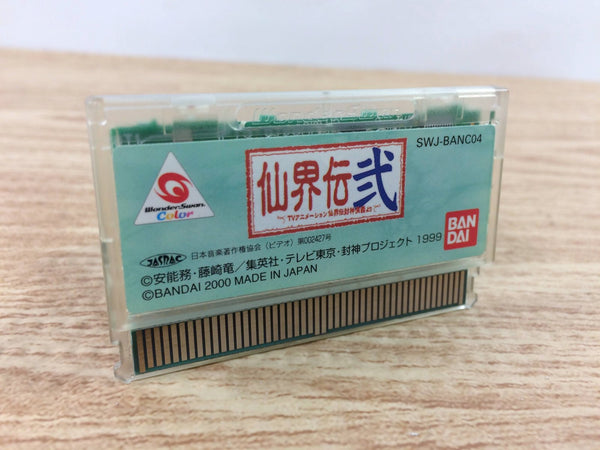 SWJ-BANC04
仙界伝 弐
TVアニメーション 仙界伝封神演義より
WonderSwan
Color
BAN
DAI
JASRAC
日本音楽著作権協会 (ビデオ) 第002427号
©安能務・藤崎竜／集英社・テレビ東京・封神プロジェクト 1999
©BANDAI 2000 MADE IN JAPAN